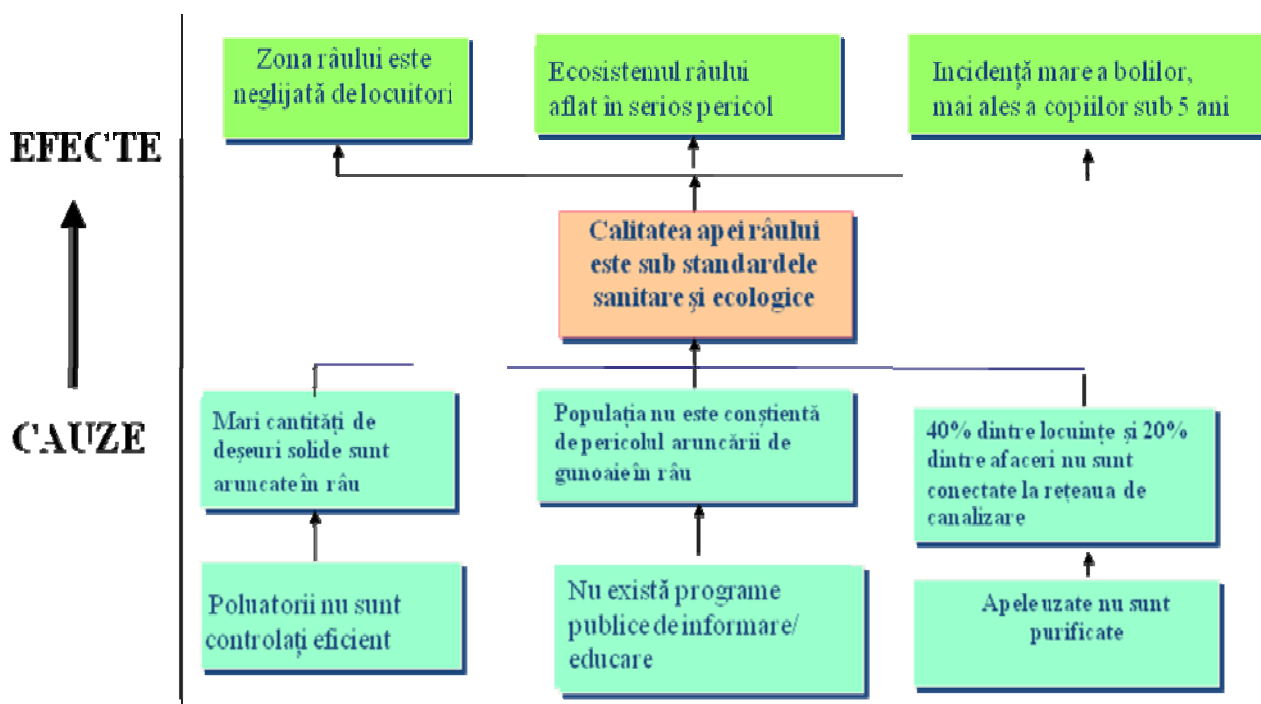 Zona râului este
neglijată de locuitori
Ecosistemul râului
aflat în serios pericol
Incidență mare a bolilor,
mai ales a copiilor sub 5 ani
EFECTE
Calitatea apei râului
este sub standardele
sanitare și ecologice
CAUZE
Mari cantități de
deșeuri solide sunt
aruncate în râu
Populația nu este conștientă
de pericolul aruncării de
gunoaie în râu
40% dintre locuințe și 20%
dintre afaceri nu sunt
conectate la rețeaua de
canalizare
Poluatorii nu sunt
controlați eficient
Nu există programe
publice de informare/
educare
Apele uzate nu sunt
purificate